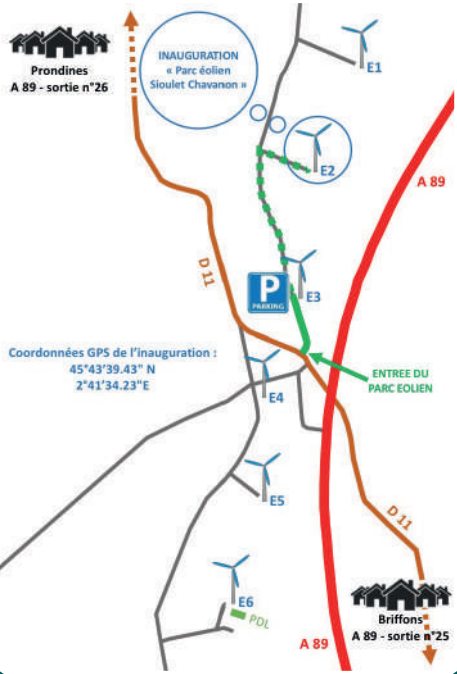 Prondines
A 89 - sortie n°26
INAUGURATION
« Parc éolien
Sioulet Chavanon »
E1
E2
A 89
D 11
P
PARKING
E3
Coordonnées GPS de l'inauguration :
45°43'39.43" N
2°41'34.23"E
ENTREE DU
PARC EOLIEN
E4
E5
D 11
E6
PDL
Briffons
A 89 - sortie n°25
A 89